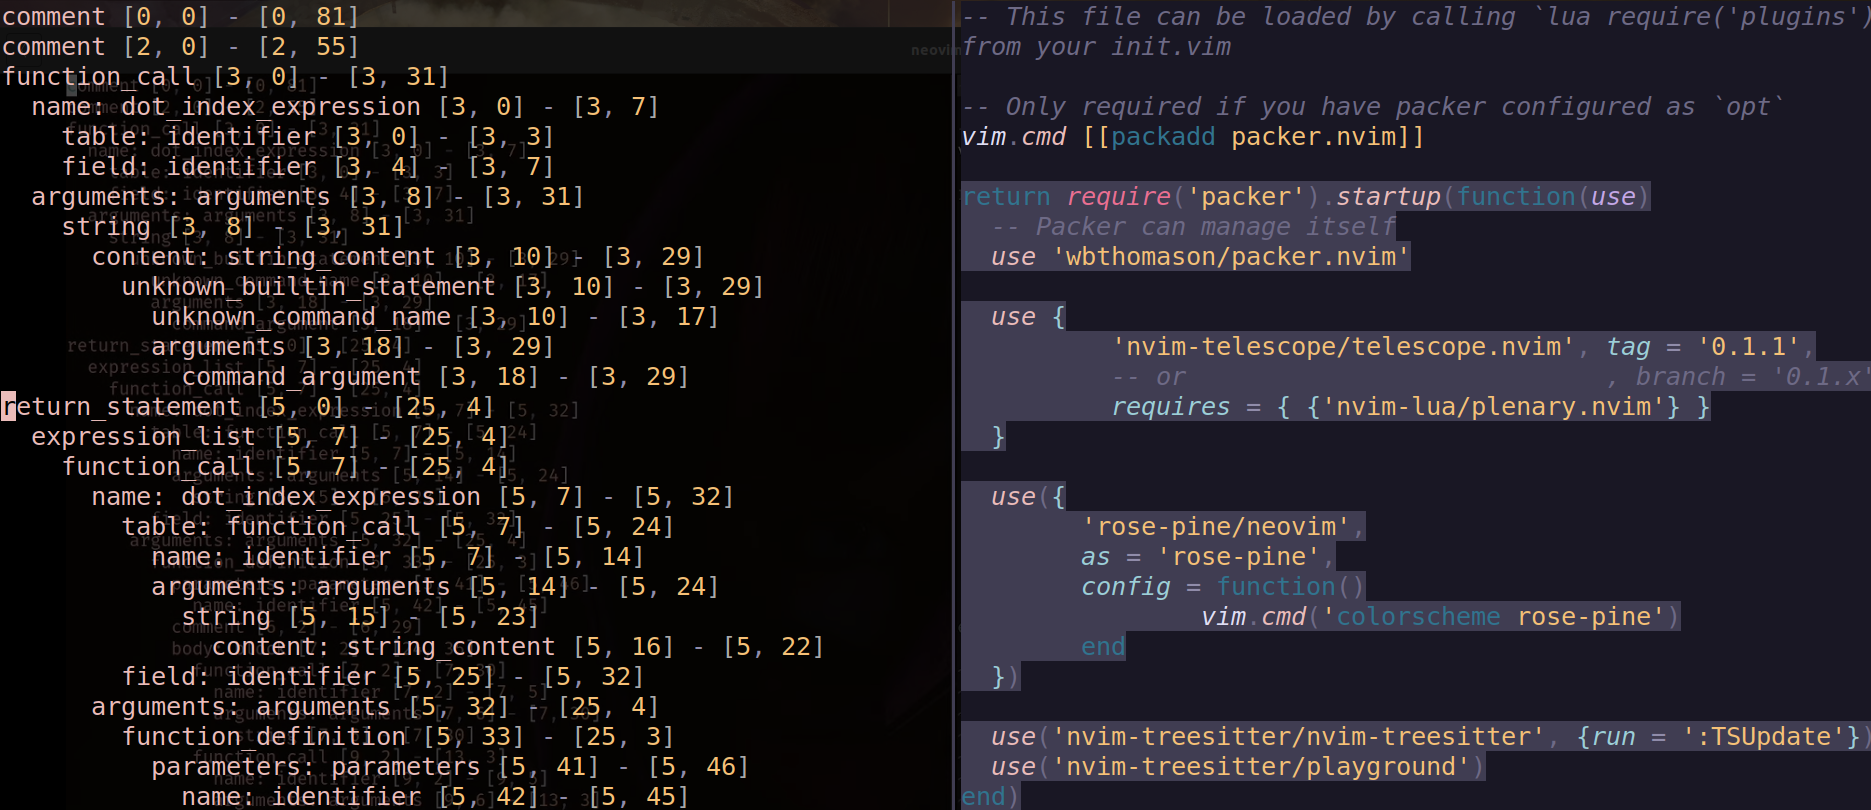 comment [0, 0] - [0, 81]
comment [2, 0] - [2, 55]
function_call [3, 0] - [3, 31]
  name: dot_index_expression [3, 0] - [3, 7]
    table: identifier [3, 0] - [3, 3]
    field: identifier [3, 4] - [3, 7]
  arguments: arguments [3, 8] - [3, 31]
    string [3, 8] - [3, 31]
      content: string_content [3, 10] - [3, 29]
        unknown_builtin_statement [3, 10] - [3, 29]
          unknown_command_name [3, 10] - [3, 17]
          arguments [3, 18] - [3, 29]
            command_argument [3, 18] - [3, 29]
return_statement [5, 0] - [25, 4]
  expression_list [5, 7] - [25, 4]
    function_call [5, 7] - [25, 4]
      name: dot_index_expression [5, 7] - [5, 32]
        table: function_call [5, 7] - [5, 24]
          name: identifier [5, 7] - [5, 14]
          arguments: arguments [5, 14] - [5, 24]
            string [5, 15] - [5, 23]
              content: string_content [5, 16] - [5, 22]
        field: identifier [5, 25] - [5, 32]
      arguments: arguments [5, 32] - [25, 4]
        function_definition [5, 33] - [25, 3]
          parameters: parameters [5, 41] - [5, 46]
            name: identifier [5, 42] - [5, 45]
-- This file can be loaded by calling `lua require('plugins')
from your init.vim
-- Only required if you have packer configured as `opt`
vim.cmd [[packadd packer.nvim]]
return require('packer').startup(function(use)
  -- Packer can manage itself
  use 'wbthomason/packer.nvim'
  use {
          'nvim-telescope/telescope.nvim', tag = '0.1.1',
          -- or                            , branch = '0.1.x'
          requires = { {'nvim-lua/plenary.nvim'} }
  }
  use({
        'rose-pine/neovim',
        as = 'rose-pine',
        config = function()
                vim.cmd('colorscheme rose-pine')
        end
  })
  use('nvim-treesitter/nvim-treesitter', {run = ':TSUpdate'})
  use('nvim-treesitter/playground')
end)